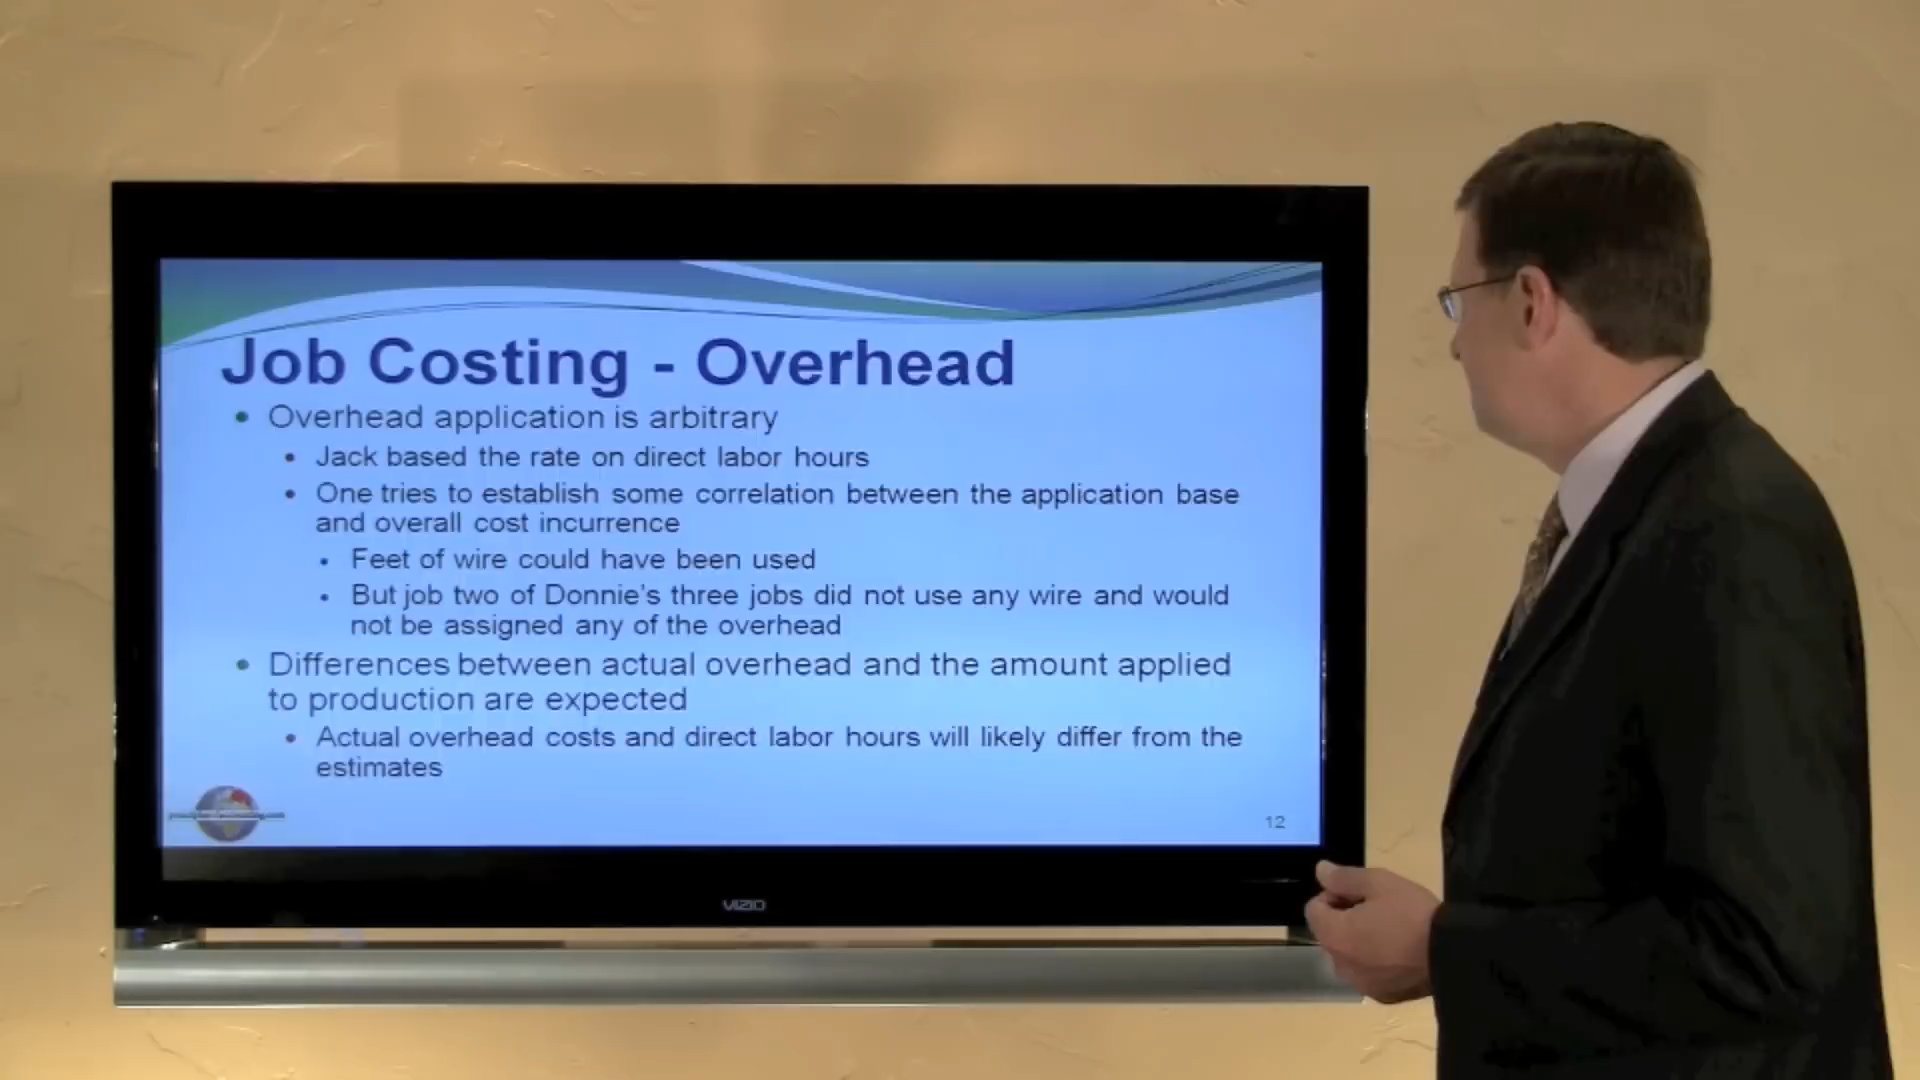 Job Costing - Overhead
• Overhead application is arbitrary
• Jack based the rate on direct labor hours
• One tries to establish some correlation between the application base
and overall cost incurrence
• Feet of wire could have been used
• But job two of Donnie's three jobs did not use any wire and would
not be assigned any of the overhead
• Differences between actual overhead and the amount applied
to production are expected
• Actual overhead costs and direct labor hours will likely differ from the
estimates
12
VIZIO